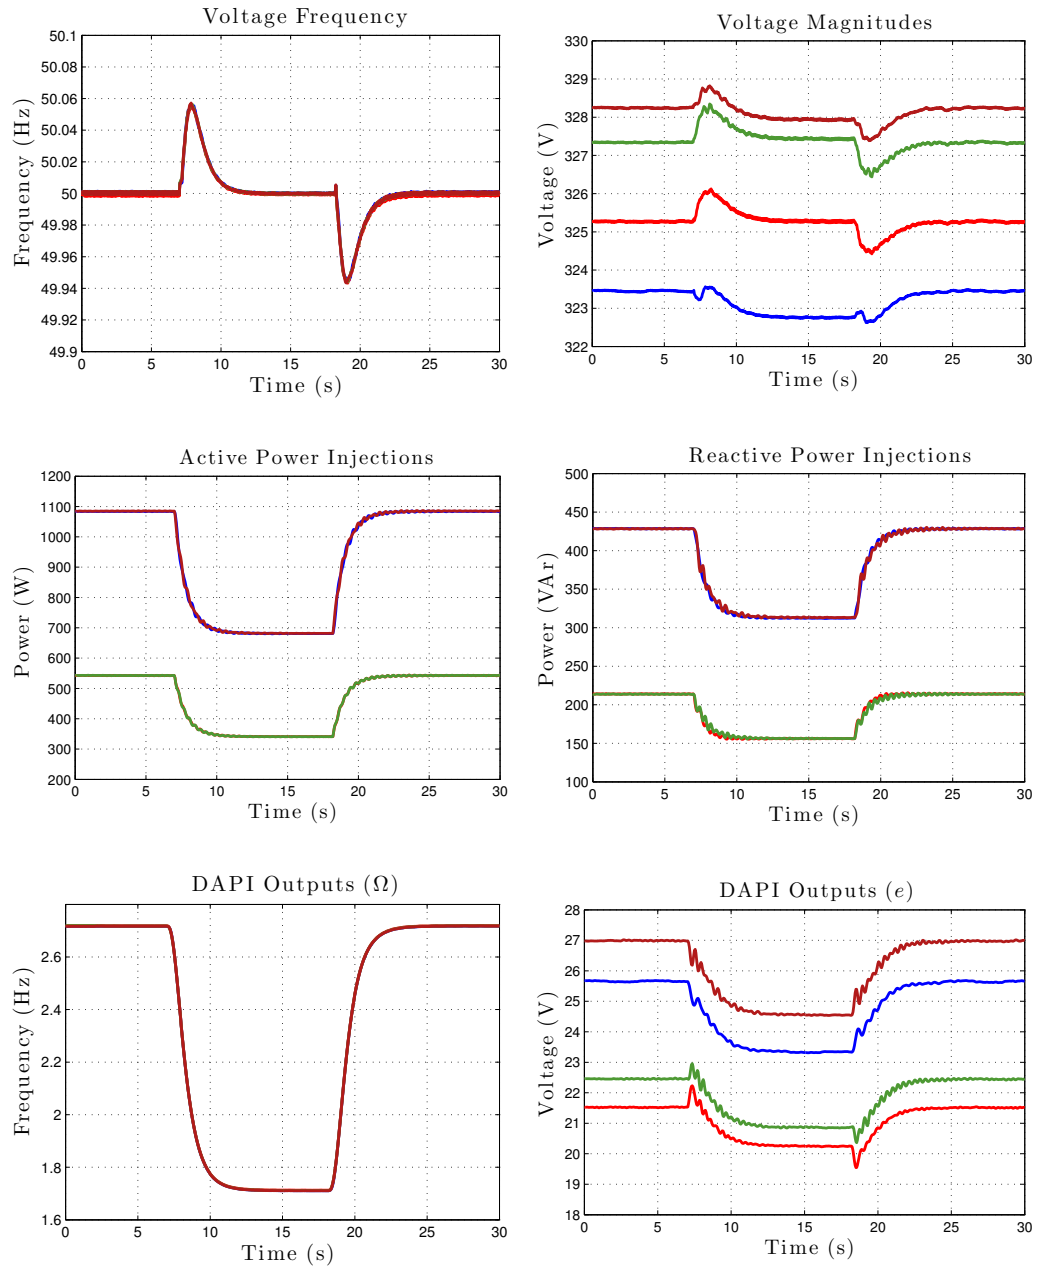 Voltage Frequency
50.1
50.08
50.06
50.04
50.02
50
49.98
49.96
49.94
49.92
49.9
Frequency (Hz)
0 5 10 15 20 25 30
Time (s)
Voltage Magnitudes
330
329
328
327
326
325
324
323
322
Voltage (V)
0 5 10 15 20 25 30
Time (s)
Active Power Injections
1200
1100
1000
900
800
700
600
500
400
300
200
Power (W)
0 5 10 15 20 25 30
Time (s)
Reactive Power Injections
500
450
400
350
300
250
200
150
100
Power (VAr)
0 5 10 15 20 25 30
Time (s)
DAPI Outputs (Ω)
2.6
2.4
2.2
2
1.8
1.6
Frequency (Hz)
0 5 10 15 20 25 30
Time (s)
DAPI Outputs (e)
28
27
26
25
24
23
22
21
20
19
18
Voltage (V)
0 5 10 15 20 25 30
Time (s)